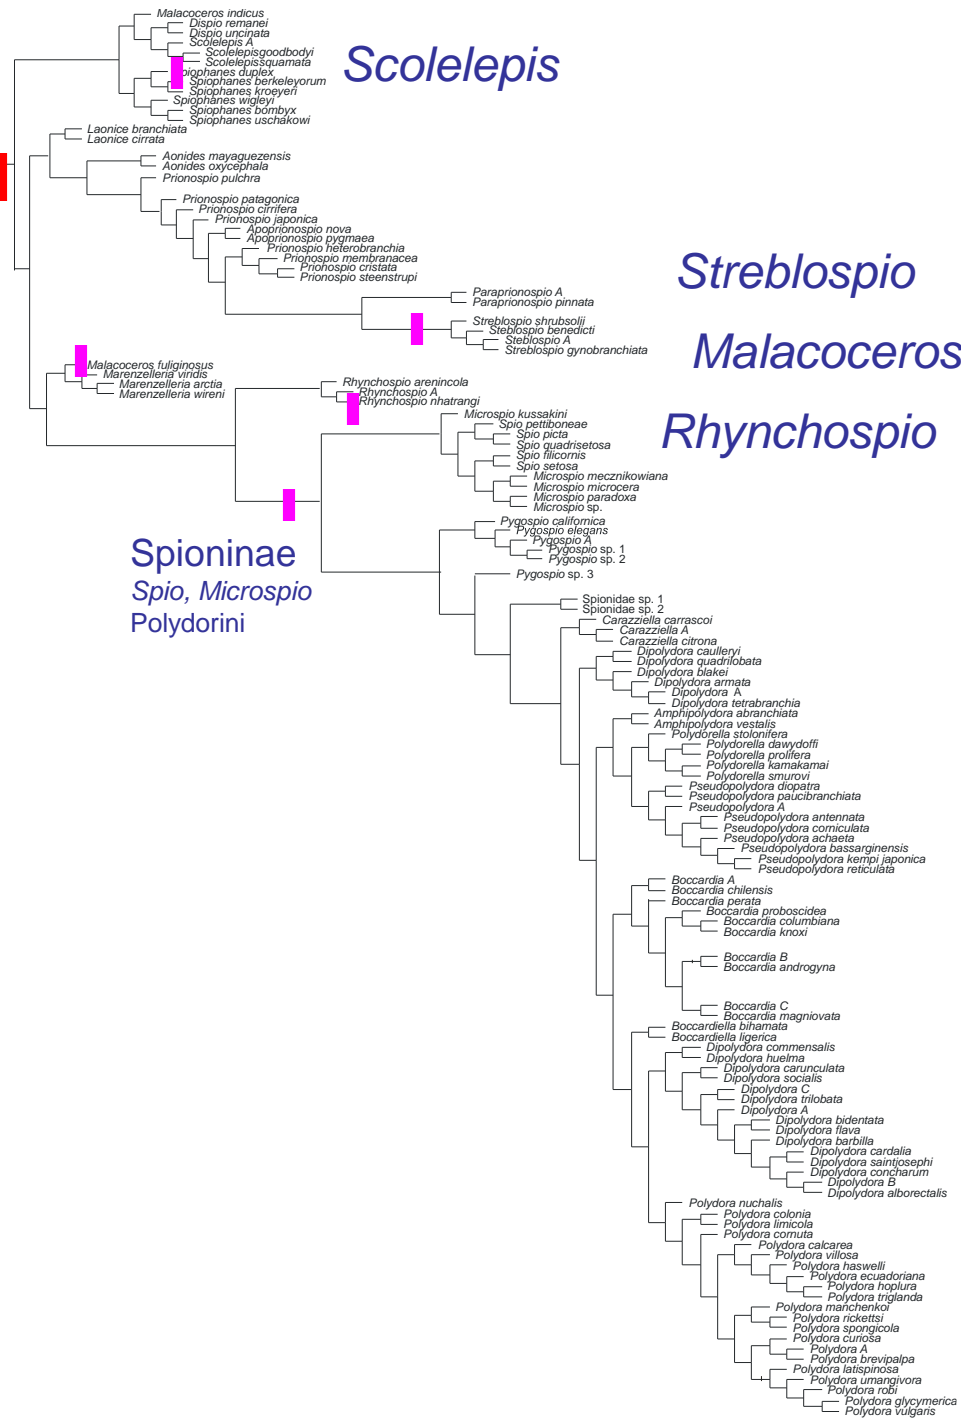 Malacoceros indicus
Dispio remanei
Dispio uncinata
Scolelepis A
Scolelepisgoodbodyi
Scolelepissquamata
Scolelepis
Spiophanes duplex
Spiophanes berkeleyorum
Spiophanes kroeyeri
Spiophanes wigleyi
Spiophanes bombyx
Spiophanes uschakowi
Laonice branchiata
Laonice cirrata
Aonides mayaguezensis
Aonides oxycephala
Prionospio pulchra
Prionospio patagonica
Prionospio cirrifera
Prionospio japonica
Apoprionospio nova
Apoprionospio pygmaea
Prionospio heterobranchia
Prionospio membranacea
Prionospio cristata
Prionospio steenstrupi
Streblospio
Paraprionospio A
Paraprionospio pinnata
Streblospio shrubsolii
Steblospio benedicti
Steblospio A
Streblospio gynobranchiata
Malacoceros
Malacoceros fuliginosus
Marenzelleria viridis
Marenzelleria arctia
Marenzelleria wireni
Rhynchospio arenincola
Rhynchospio A
Rhynchospio nhatrangi
Rhynchospio
Microspio kussakini
Spio pettiboneae
Spio picta
Spio quadrisetosa
Spio filicornis
Spio setosa
Microspio mecznikowiana
Microspio microcera
Microspio paradoxa
Microspio sp.
Pygospio californica
Pygospio elegans
Pygospio A
Pygospio sp. 1
Pygospio sp. 2
Pygospio sp. 3
Spioninae
Spio, Microspio
Polydorini
Spionidae sp. 1
Spionidae sp. 2
Carazziella carrascoi
Carazziella A
Carazziella citrona
Dipolydora caulleryi
Dipolydora quadrilobata
Dipolydora blakei
Dipolydora armata
Dipolydora A
Dipolydora tetrabranchia
Amphipolydora abranchiata
Amphipolydora vestalis
Polydorella stolonifera
Polydorella dawydoffi
Polydorella prolifera
Polydorella kamakamai
Polydorella smurovi
Pseudopolydora diopatra
Pseudopolydora paucibranchiata
Pseudopolydora A
Pseudopolydora antennata
Pseudopolydora corniculata
Pseudopolydora achaeta
Pseudopolydora bassarginensis
Pseudopolydora kempi japonica
Pseudopolydora reticulata
Boccardia A
Boccardia chilensis
Boccardia perata
Boccardia proboscidea
Boccardia columbiana
Boccardia knoxi
Boccardia B
Boccardia androgyna
Boccardia C
Boccardia magniovata
Boccardiella bihamata
Boccardiella ligerica
Dipolydora commensalis
Dipolydora huelma
Dipolydora carunculata
Dipolydora socialis
Dipolydora C
Dipolydora trilobata
Dipolydora A
Dipolydora bidentata
Dipolydora flava
Dipolydora barbilla
Dipolydora cardalia
Dipolydora saintjosephi
Dipolydora concharum
Dipolydora B
Dipolydora alborectalis
Polydora nuchalis
Polydora colonia
Polydora limicola
Polydora cornuta
Polydora calcarea
Polydora villosa
Polydora haswelli
Polydora ecuadoriana
Polydora hoplura
Polydora triglanda
Polydora manchenkoi
Polydora rickettsi
Polydora spongicola
Polydora curiosa
Polydora A
Polydora brevipalpa
Polydora latispinosa
Polydora umangivora
Polydora robi
Polydora glycymerica
Polydora vulgaris